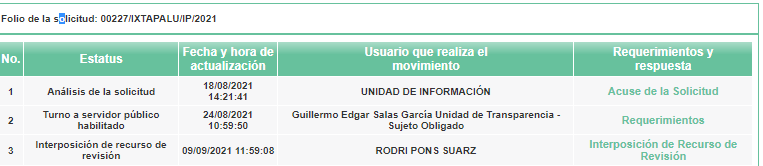 Folio de la solicitud: 00227/IXTAPALU/IP/2021
No. Estatus Fecha y hora de actualización Usuario que realiza el movimiento Requerimientos y respuesta
1 Análisis de la solicitud 18/08/2021 14:21:41 UNIDAD DE INFORMACIÓN Acuse de la Solicitud
2 Turno a servidor público habilitado 24/08/2021 10:59:50 Guillermo Edgar Salas García Unidad de Transparencia - Sujeto Obligado Requerimientos
3 Interposición de recurso de revisión 09/09/2021 11:59:08 RODRI PONS SUARZ Interposición de Recurso de Revisión